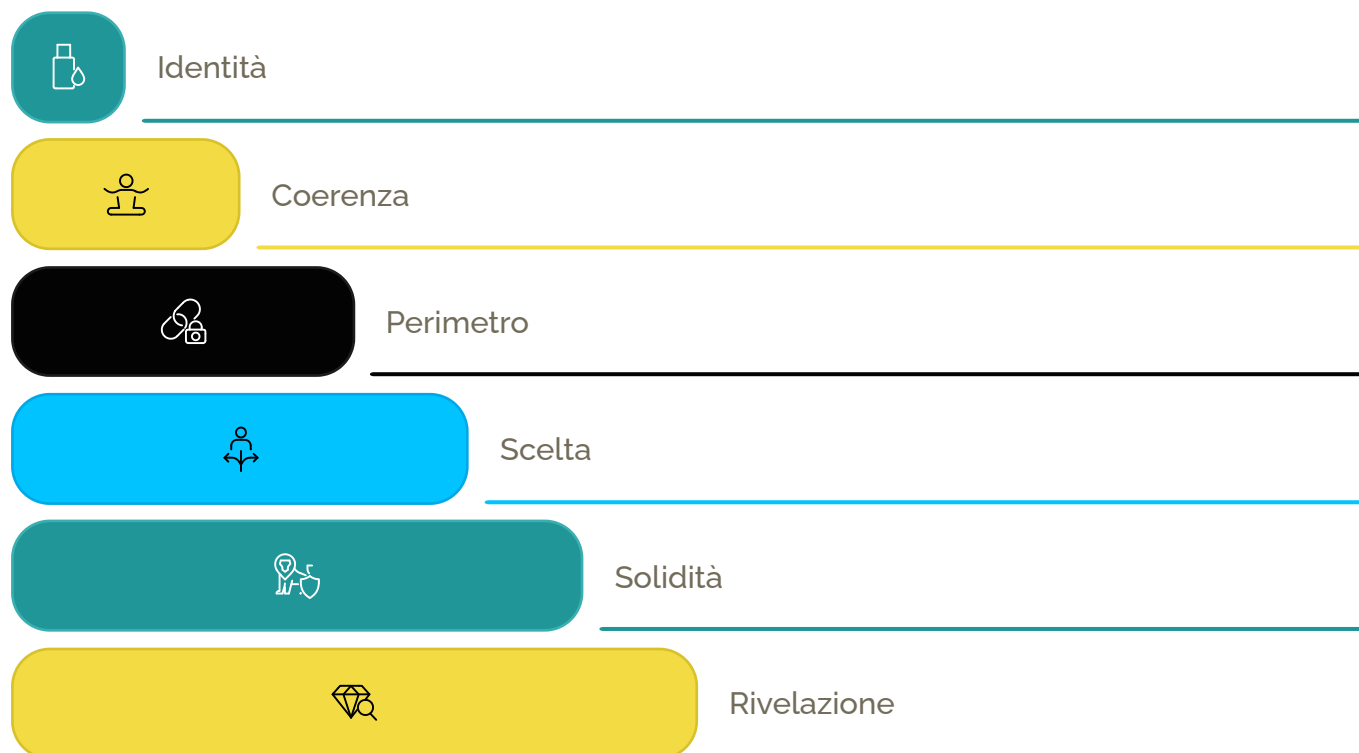 Identità
Coerenza
Perimetro
Scelta
Solidità
Rivelazione